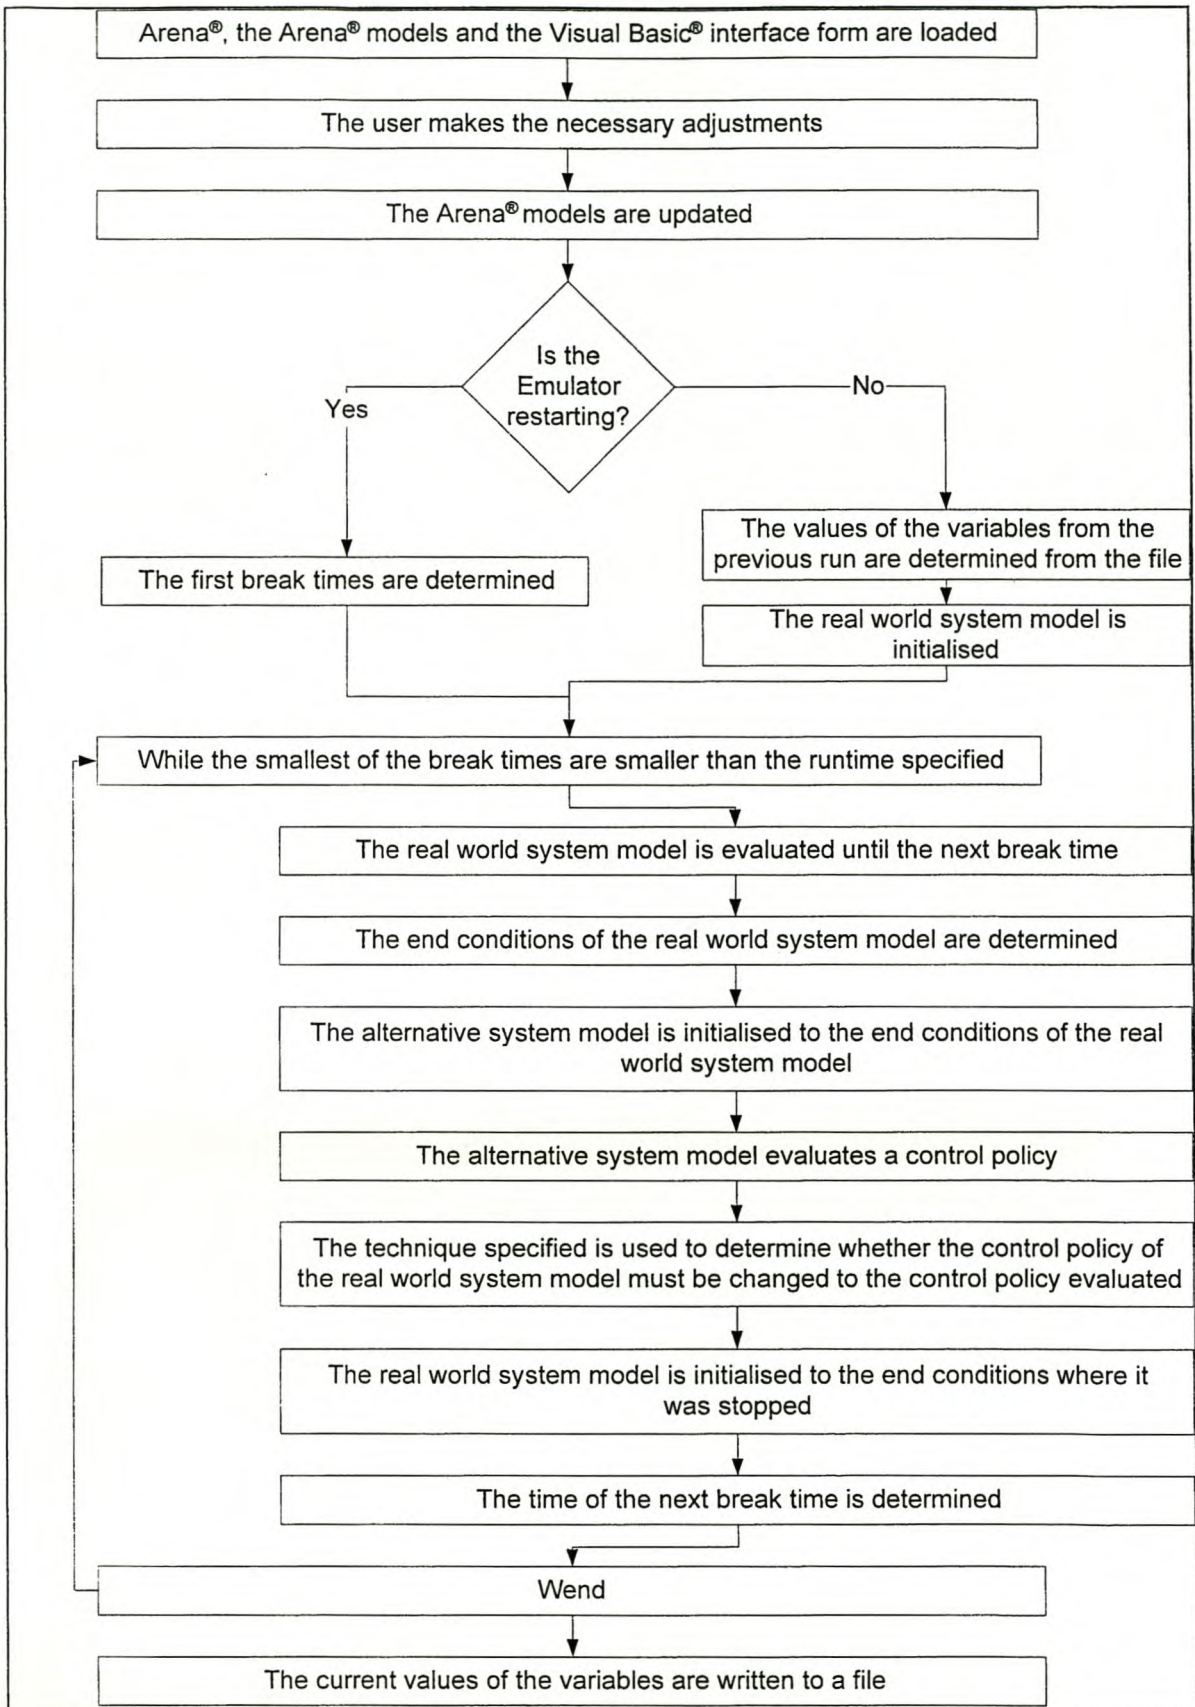 Arena®, the Arena® models and the Visual Basic® interface form are loaded
The user makes the necessary adjustments
The Arena® models are updated
Is the
Emulator
restarting?
Yes
No
The values of the variables from the
previous run are determined from the file
The first break times are determined
The real world system model is
initialised
While the smallest of the break times are smaller than the runtime specified
The real world system model is evaluated until the next break time
The end conditions of the real world system model are determined
The alternative system model is initialised to the end conditions of the real
world system model
The alternative system model evaluates a control policy
The technique specified is used to determine whether the control policy of
the real world system model must be changed to the control policy evaluated
The real world system model is initialised to the end conditions where it
was stopped
The time of the next break time is determined
Wend
The current values of the variables are written to a file